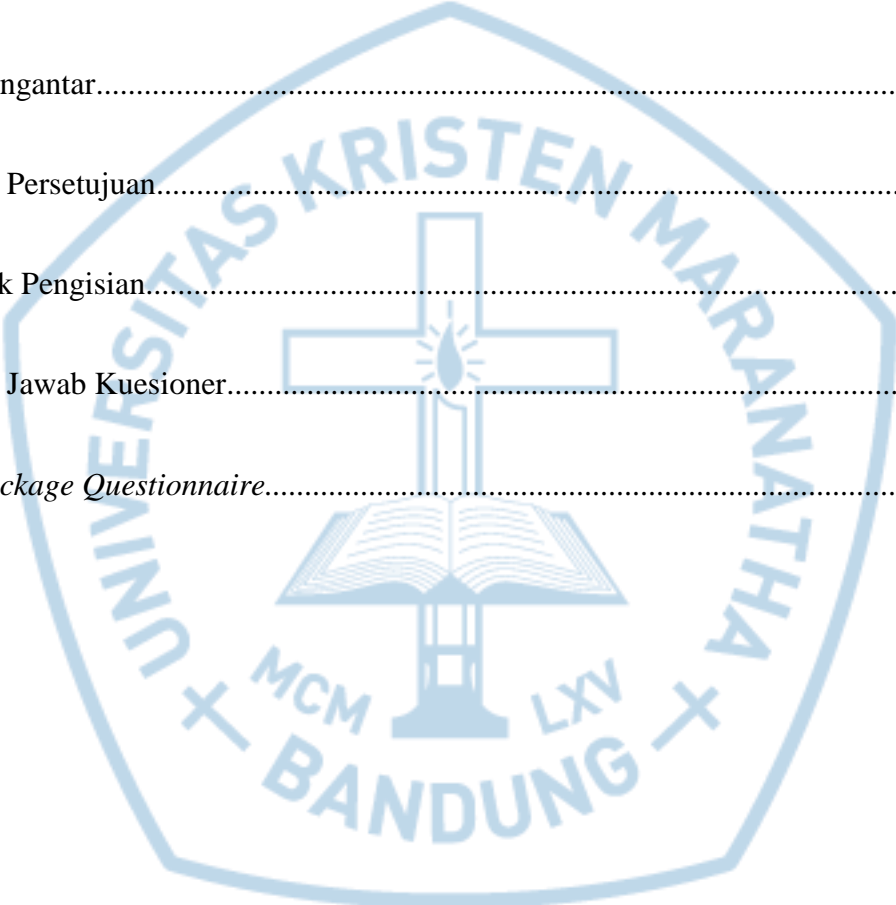 ngantar....................................................................................................
Persetujuan.............................................................................................
k Pengisian..............................................................................................
Jawab Kuesioner....................................................................................
ckage Questionnaire...............................................................................
UNIVERSITAS KRISTEN MARANATHA
MCM LXV
BANDUNG